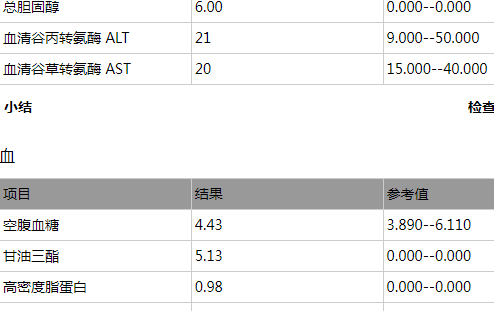 总胆固醇 6.00 0.000--0.000
血清谷丙转氨酶 ALT 21 9.000--50.000
血清谷草转氨酶 AST 20 15.000--40.000
小结 检查
血
项目 结果 参考值
空腹血糖 4.43 3.890--6.110
甘油三酯 5.13 0.000--0.000
高密度脂蛋白 0.98 0.000--0.000